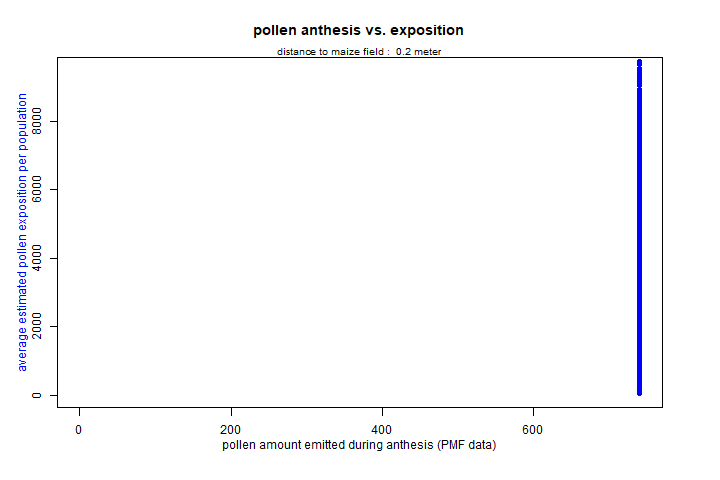 pollen anthesis vs. exposition
distance to maize field :  0.2 meter
average estimated pollen exposition per population
8000
6000
4000
2000
0
0 200 400 600
pollen amount emitted during anthesis (PMF data)